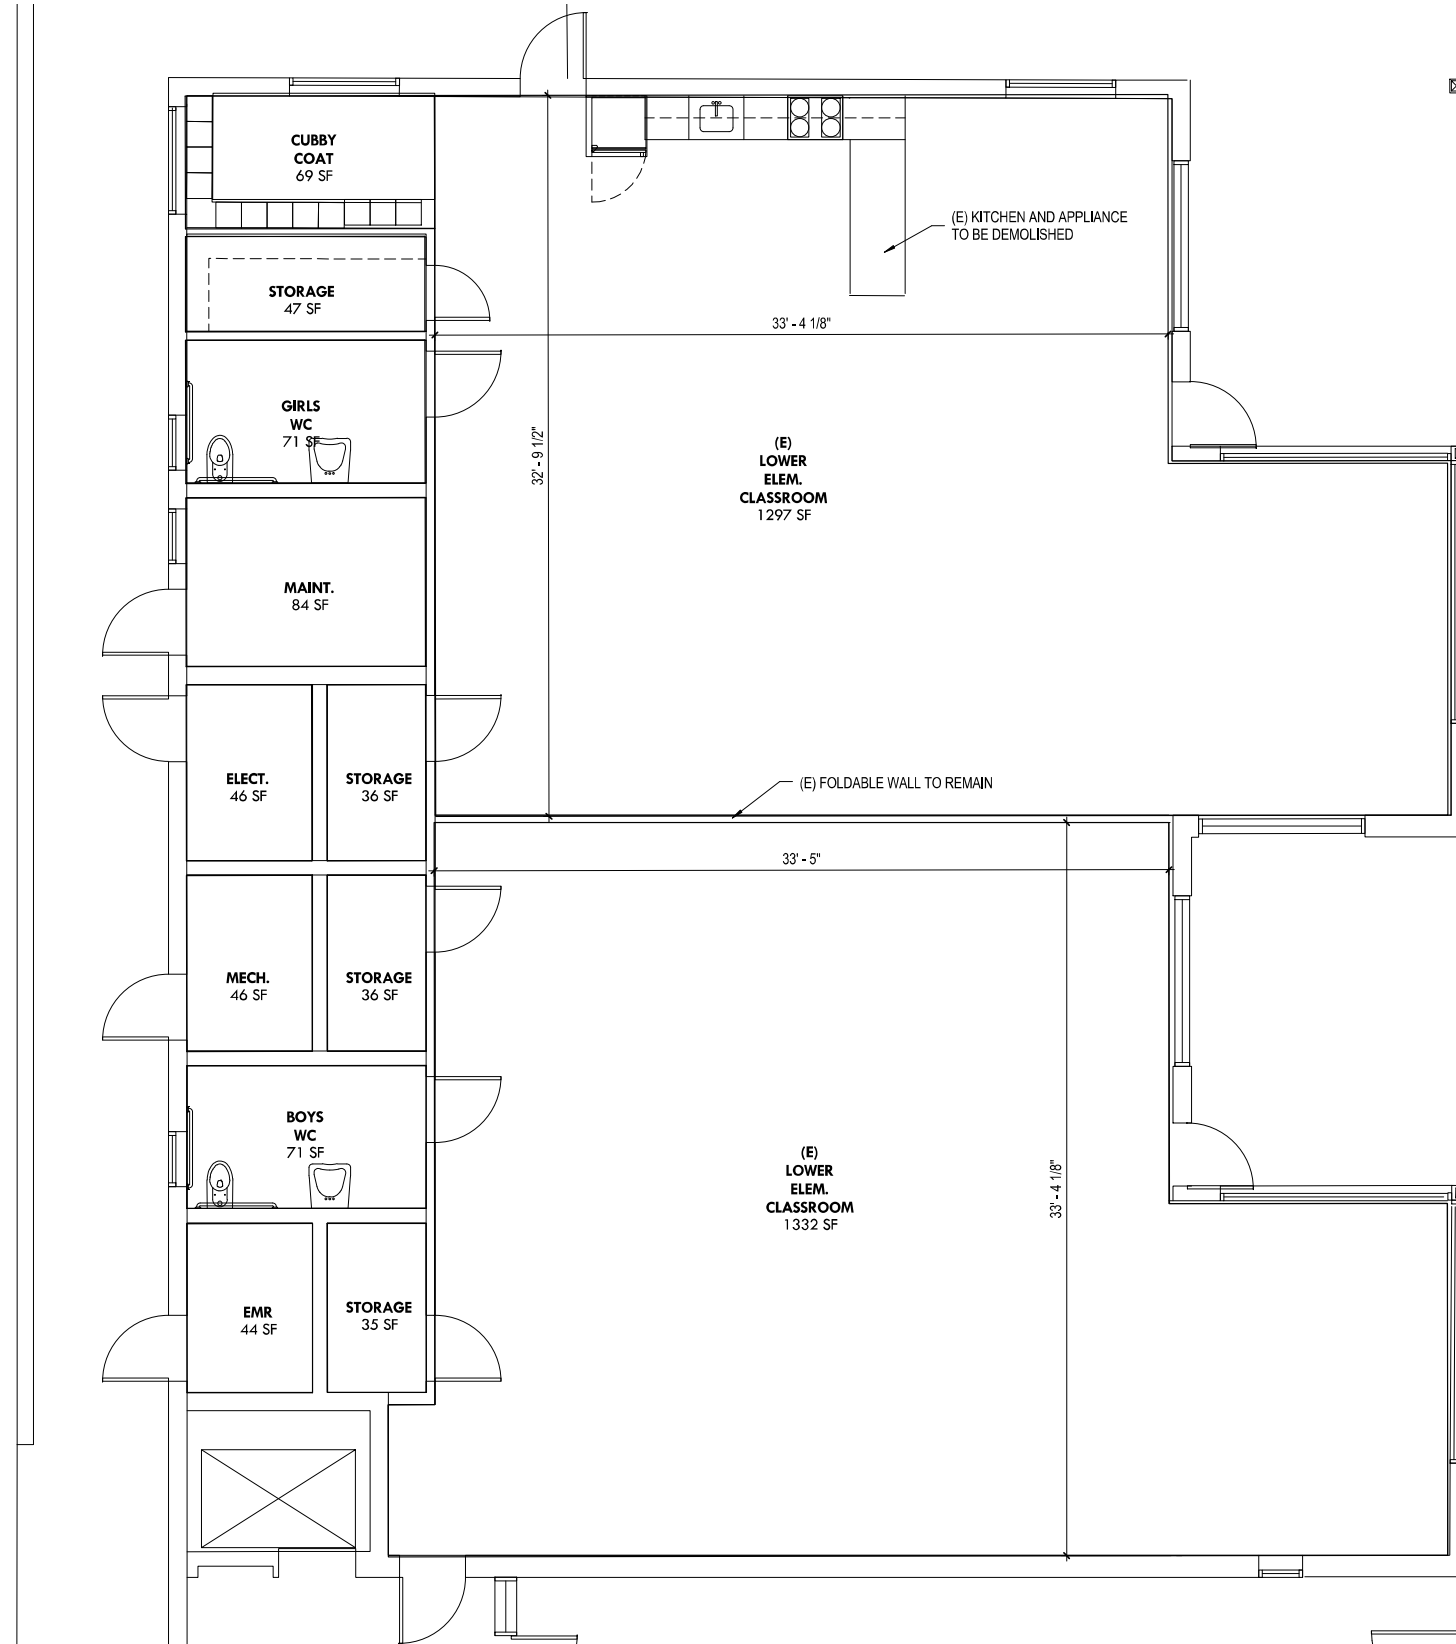 CUBBY
COAT
69 SF
(E) KITCHEN AND APPLIANCE
TO BE DEMOLISHED
STORAGE
47 SF
33' - 4 1/8"
GIRLS
WC
71 SF
32' - 9 1/2"
(E)
LOWER
ELEM.
CLASSROOM
1297 SF
MAINT.
84 SF
ELECT.
46 SF
STORAGE
36 SF
(E) FOLDABLE WALL TO REMAIN
33' - 5"
MECH.
46 SF
STORAGE
36 SF
BOYS
WC
71 SF
(E)
LOWER
ELEM.
CLASSROOM
1332 SF
33' - 4 1/8"
EMR
44 SF
STORAGE
35 SF